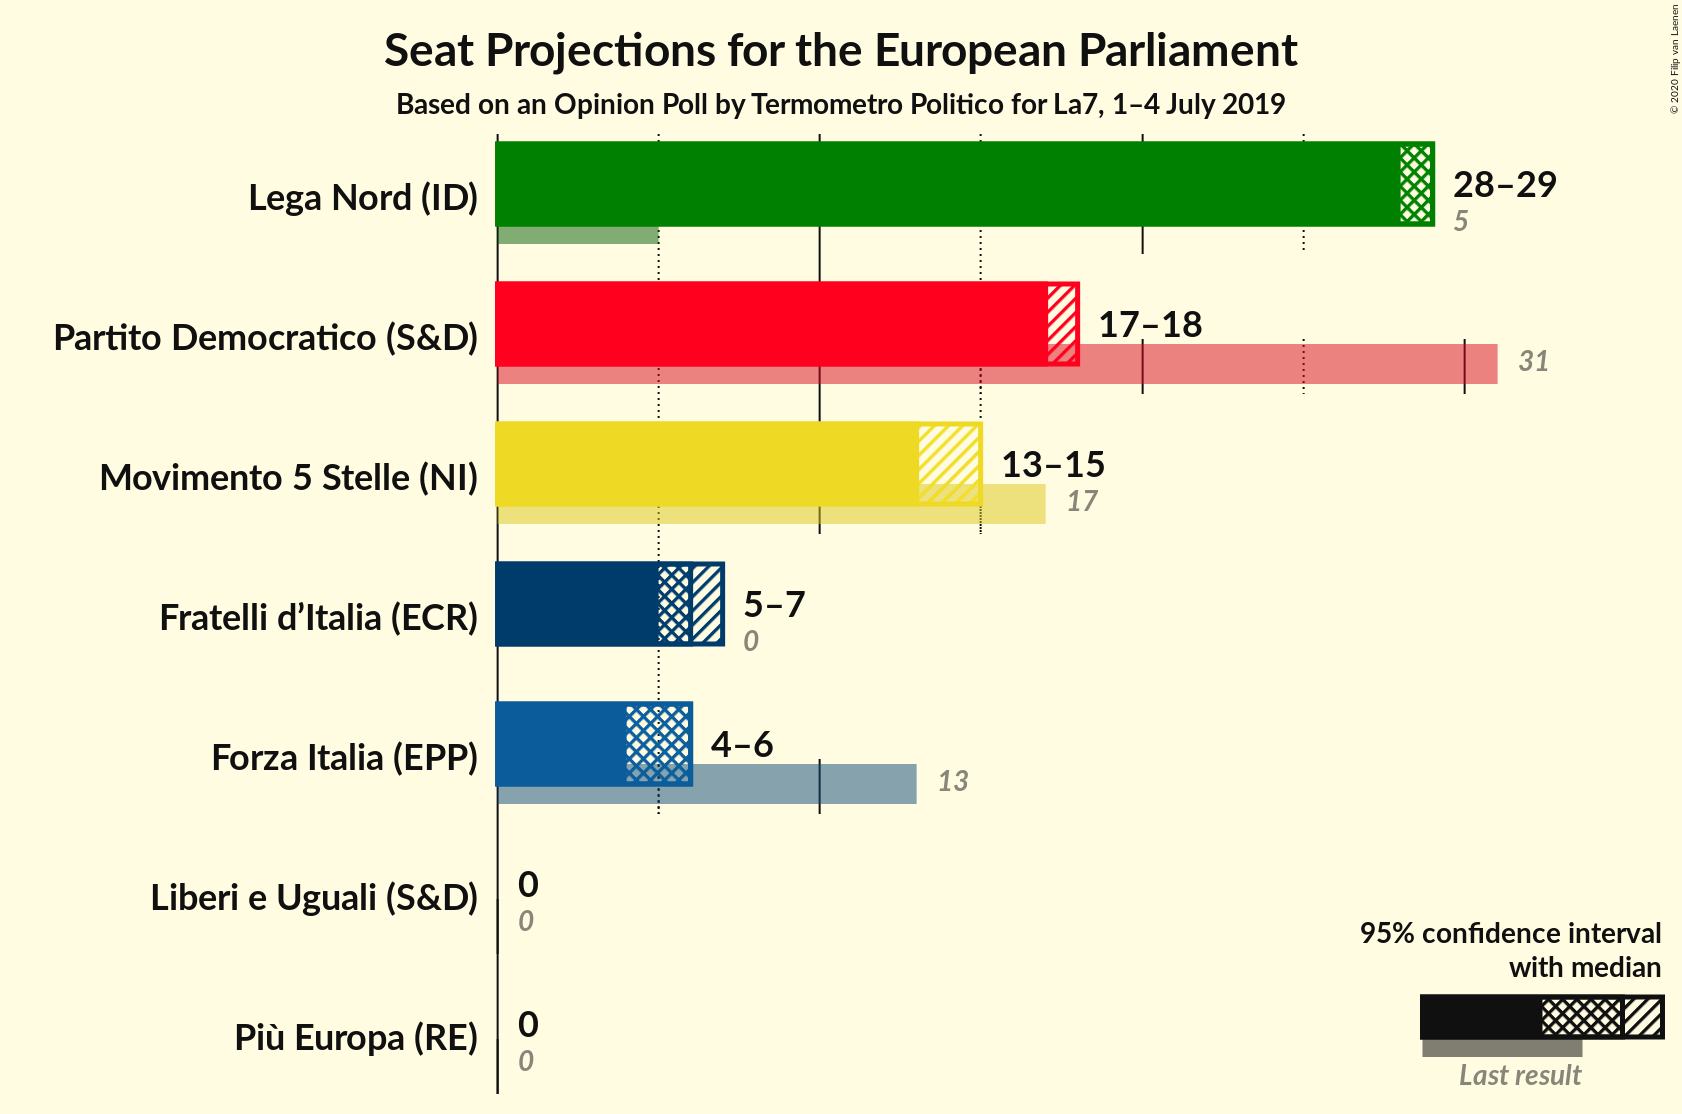 Seat Projections for the European Parliament
Based on an Opinion Poll by Termometro Politico for La7, 1–4 July 2019
© 2020 Filip van Laenen
Lega Nord (ID)
28–29
5
Partito Democratico (S&D)
17–18
31
Movimento 5 Stelle (NI)
13–15
17
Fratelli d’Italia (ECR)
5–7
0
Forza Italia (EPP)
4–6
13
Liberi e Uguali (S&D)
0
0
Più Europa (RE)
0
0
95% confidence interval
with median
Last result